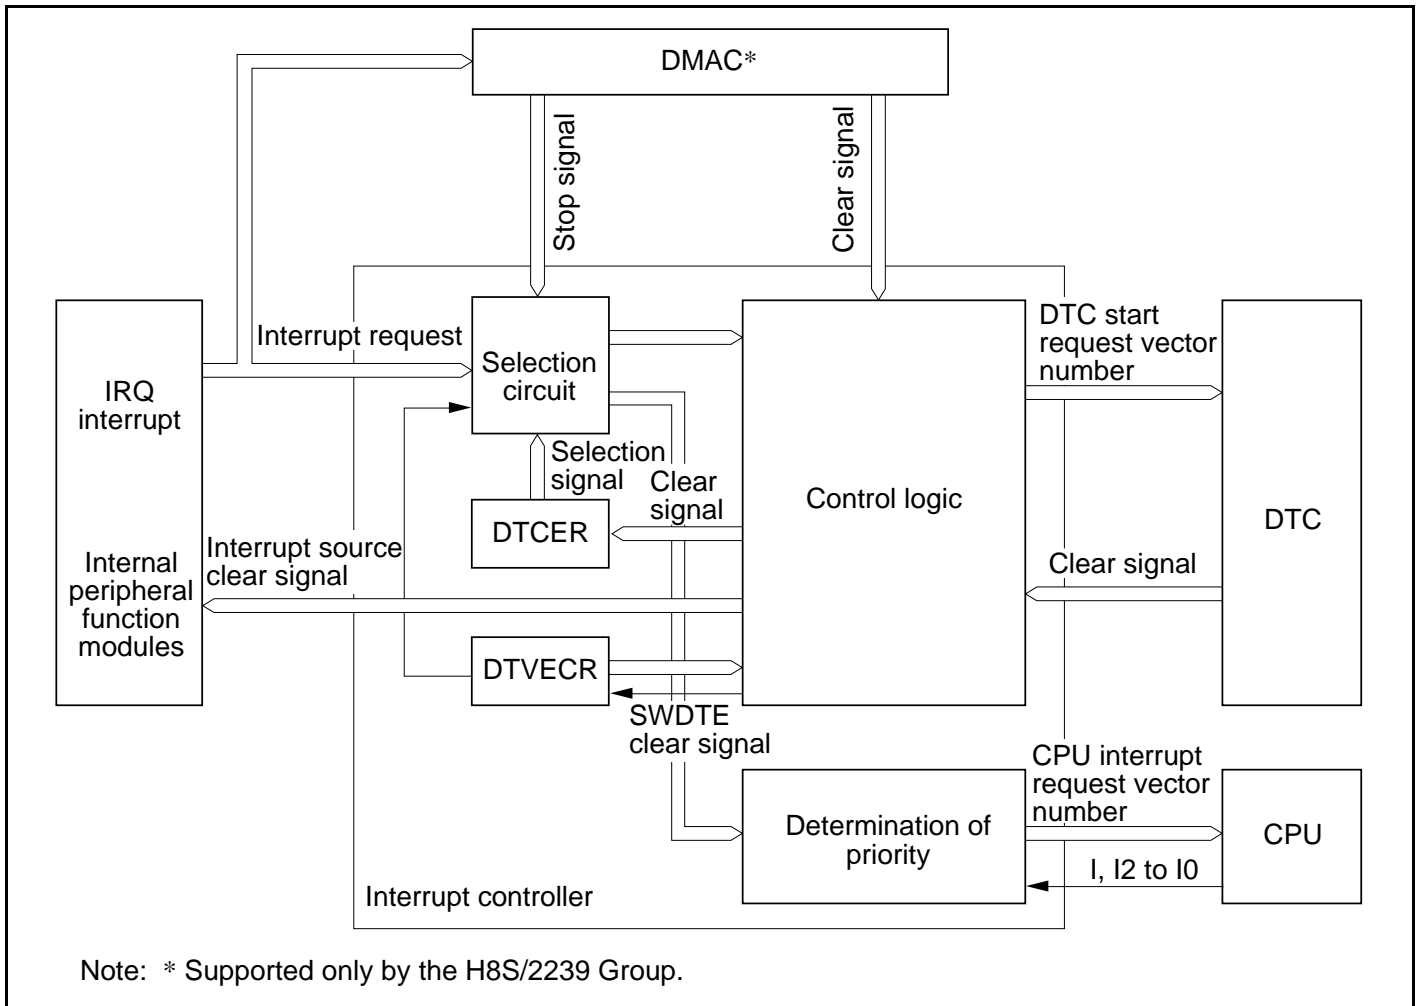 DMAC*
Stop signal
Clear signal
Interrupt request
Selection
circuit
DTC start
request vector
number
IRQ
interrupt
Selection
signal
Clear
signal
Control logic
DTC
DTCER
Interrupt source
clear signal
Internal
peripheral
function
modules
Clear signal
DTVECR
SWDTE
clear signal
CPU interrupt
request vector
number
Determination of
priority
CPU
I, I2 to I0
Interrupt controller
Note: * Supported only by the H8S/2239 Group.